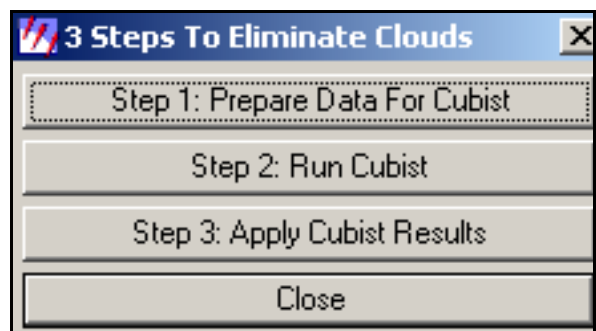 3 Steps To Eliminate Clouds
Step 1: Prepare Data For Cubist
Step 2: Run Cubist
Step 3: Apply Cubist Results
Close